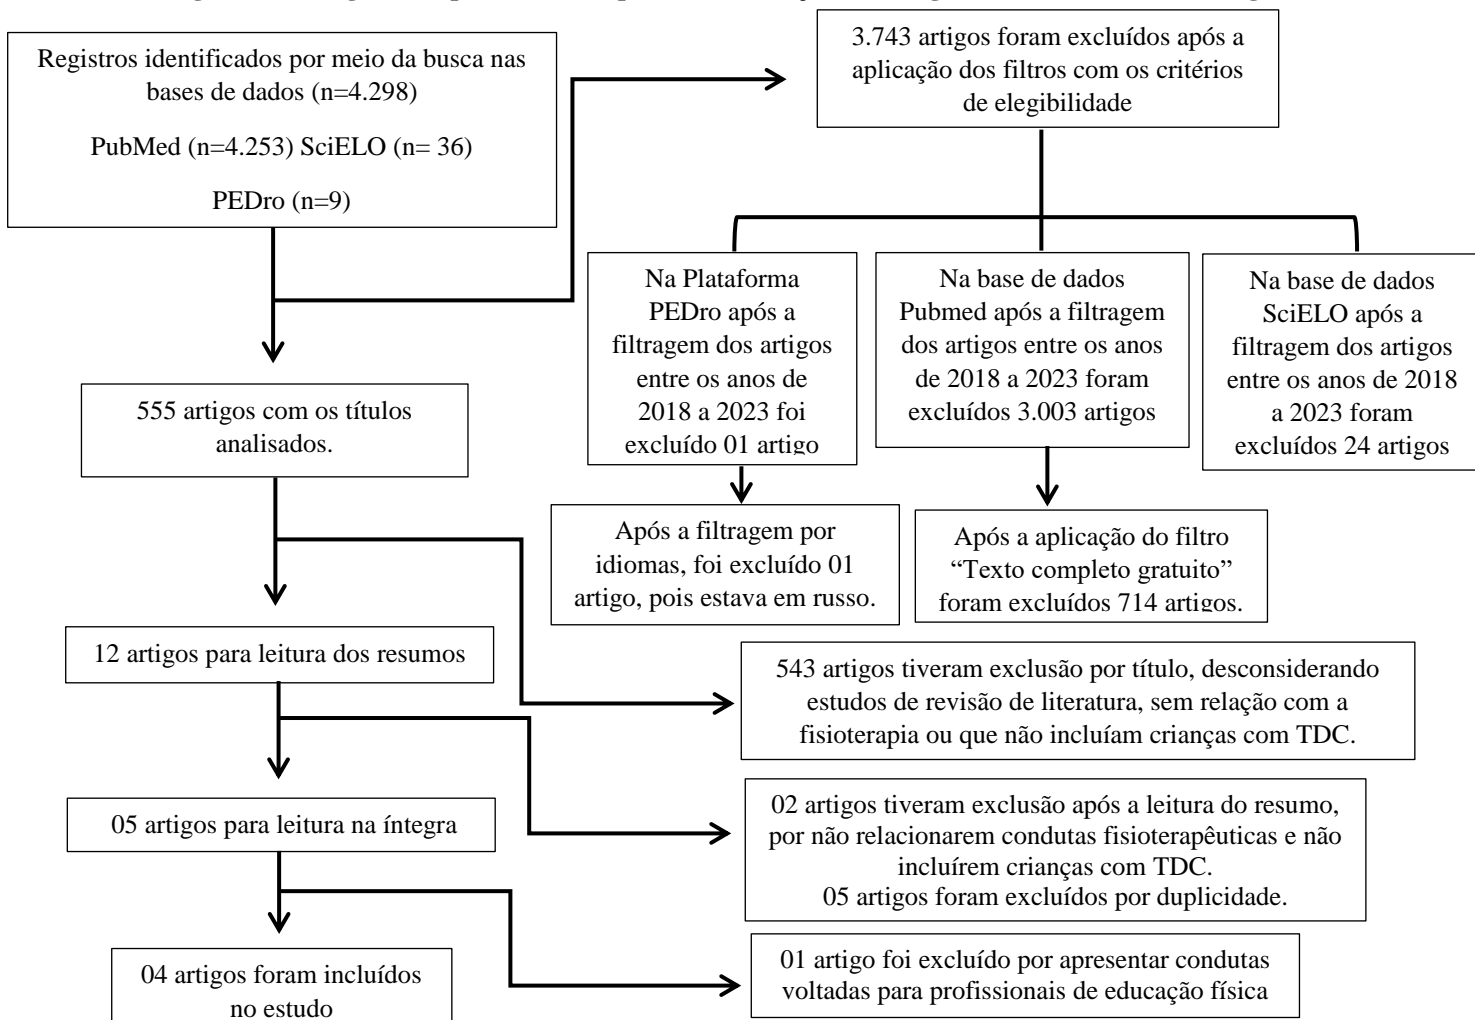 Registros identificados por meio da busca nas
bases de dados (n=4.298)
PubMed (n=4.253) SciELO (n= 36)
PEDro (n=9)
3.743 artigos foram excluídos após a
aplicação dos filtros com os critérios
de elegibilidade
Na Plataforma
PEDro após a
filtragem dos artigos
entre os anos de
2018 a 2023 foi
excluído 01 artigo
Na base de dados
Pubmed após a filtragem
dos artigos entre os anos
de 2018 a 2023 foram
excluídos 3.003 artigos
Na base de dados
SciELO após a
filtragem dos artigos
entre os anos de 2018
a 2023 foram
excluídos 24 artigos
555 artigos com os títulos
analisados.
Após a filtragem por
idiomas, foi excluído 01
artigo, pois estava em russo.
Após a aplicação do filtro
“Texto completo gratuito”
foram excluídos 714 artigos.
12 artigos para leitura dos resumos
543 artigos tiveram exclusão por título, desconsiderando
estudos de revisão de literatura, sem relação com a
fisioterapia ou que não incluíam crianças com TDC.
05 artigos para leitura na íntegra
02 artigos tiveram exclusão após a leitura do resumo,
por não relacionarem condutas fisioterapêuticas e não
incluírem crianças com TDC.
05 artigos foram excluídos por duplicidade.
04 artigos foram incluídos
no estudo
01 artigo foi excluído por apresentar condutas
voltadas para profissionais de educação física